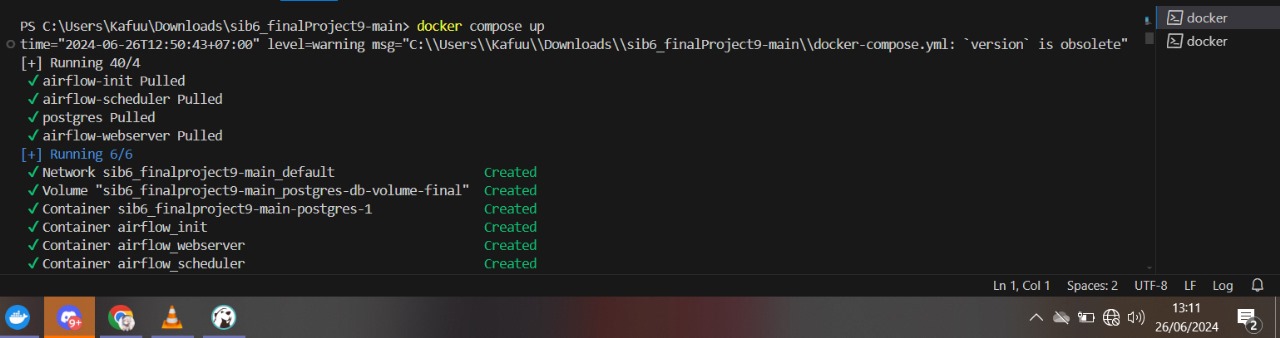 PS C:\Users\Kafuu\Downloads\sib6_finalProject9-main> docker compose up
time="2024-06-26T12:50:43+07:00" level=warning msg="C:\\Users\\Kafuu\\Downloads\\sib6_finalProject9-main\\docker-compose.yml: `version` is obsolete"
[+] Running 40/4
✓ airflow-init Pulled
✓ airflow-scheduler Pulled
✓ postgres Pulled
✓ airflow-webserver Pulled
[+] Running 6/6
✓ Network sib6_finalproject9-main_default Created
✓ Volume "sib6_finalproject9-main_postgres-db-volume-final" Created
✓ Container sib6_finalproject9-main-postgres-1 Created
✓ Container airflow_init Created
✓ Container airflow_webserver Created
✓ Container airflow_scheduler Created
docker
docker
Ln 1, Col 1 Spaces: 2 UTF-8 LF Log
9+
13:11
26/06/2024
2